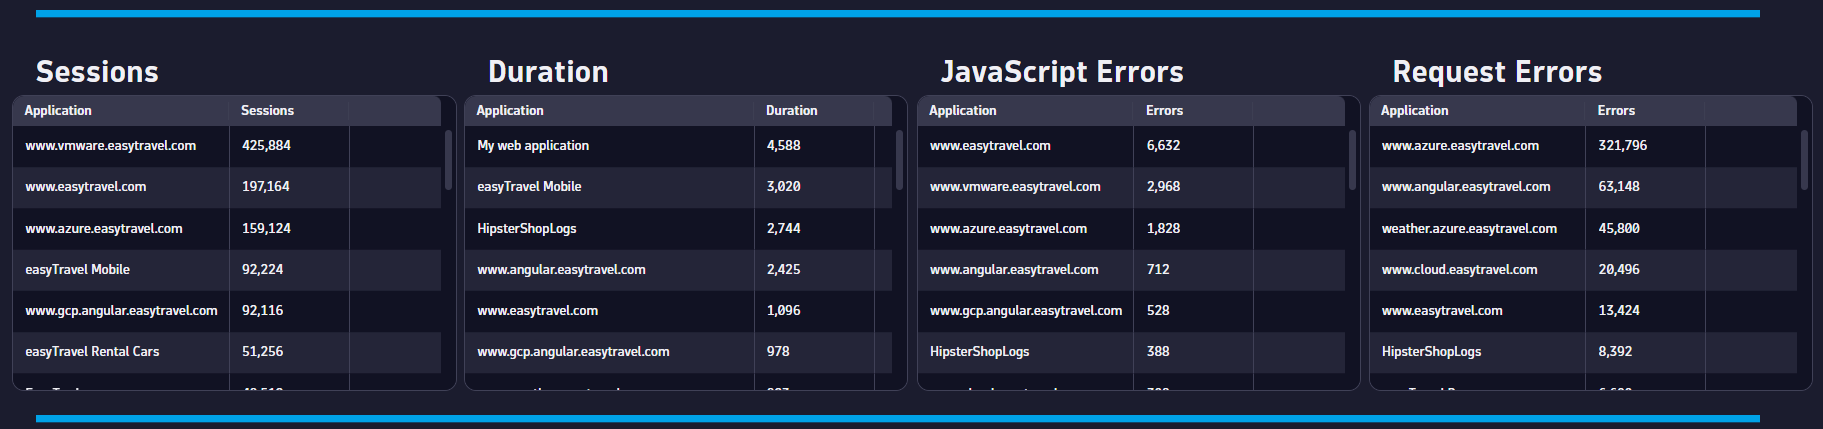 Sessions
Application Sessions
www.vmware.easytravel.com 425,884
www.easytravel.com 197,164
www.azure.easytravel.com 159,124
easyTravel Mobile 92,224
www.gcp.angular.easytravel.com 92,116
easyTravel Rental Cars 51,256
Duration
Application Duration
My web application 4,588
easyTravel Mobile 3,020
HipsterShopLogs 2,744
www.angular.easytravel.com 2,425
www.easytravel.com 1,096
www.gcp.angular.easytravel.com 978
JavaScript Errors
Application Errors
www.easytravel.com 6,632
www.vmware.easytravel.com 2,968
www.azure.easytravel.com 1,828
www.angular.easytravel.com 712
www.gcp.angular.easytravel.com 528
HipsterShopLogs 388
Request Errors
Application Errors
www.azure.easytravel.com 321,796
www.angular.easytravel.com 63,148
weather.azure.easytravel.com 45,800
www.cloud.easytravel.com 20,496
www.easytravel.com 13,424
HipsterShopLogs 8,392